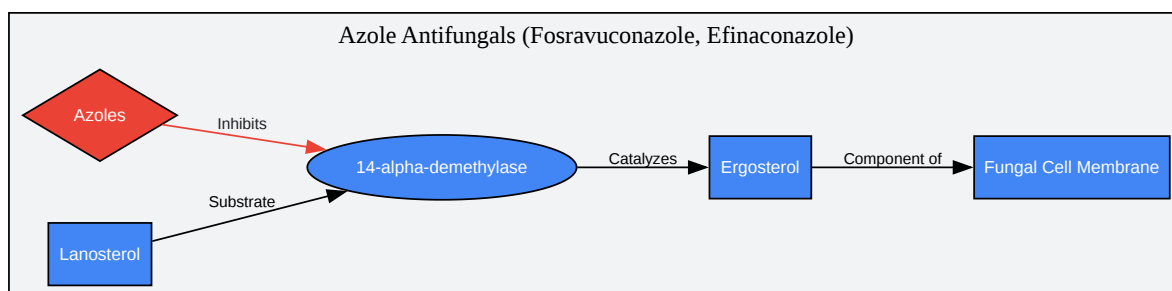 Azole Antifungals (Fosravuconazole, Efinaconazole)
Azoles
Inhibits
14-alpha-demethylase
Catalyzes
Ergosterol
Component of
Fungal Cell Membrane
Substrate
Lanosterol